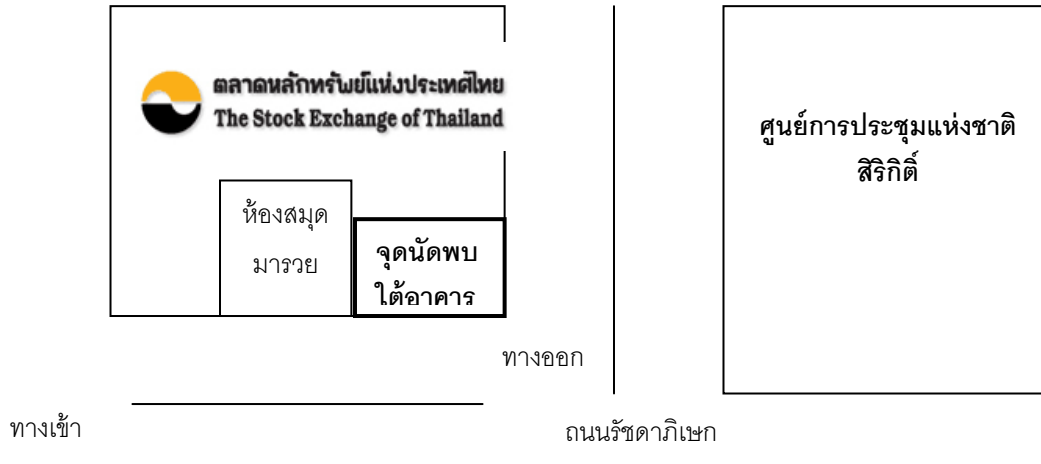 ตลาดหลักทรัพย์แห่งประเทศไทย
The Stock Exchange of Thailand
ศูนย์การประชุมแห่งชาติ
สิริกิติ์
ห้องสมุด
มารวย
จุดนัดพบ
ใต้อาคาร
ทางออก
ทางเข้า
ถนนรัชดาภิเษก